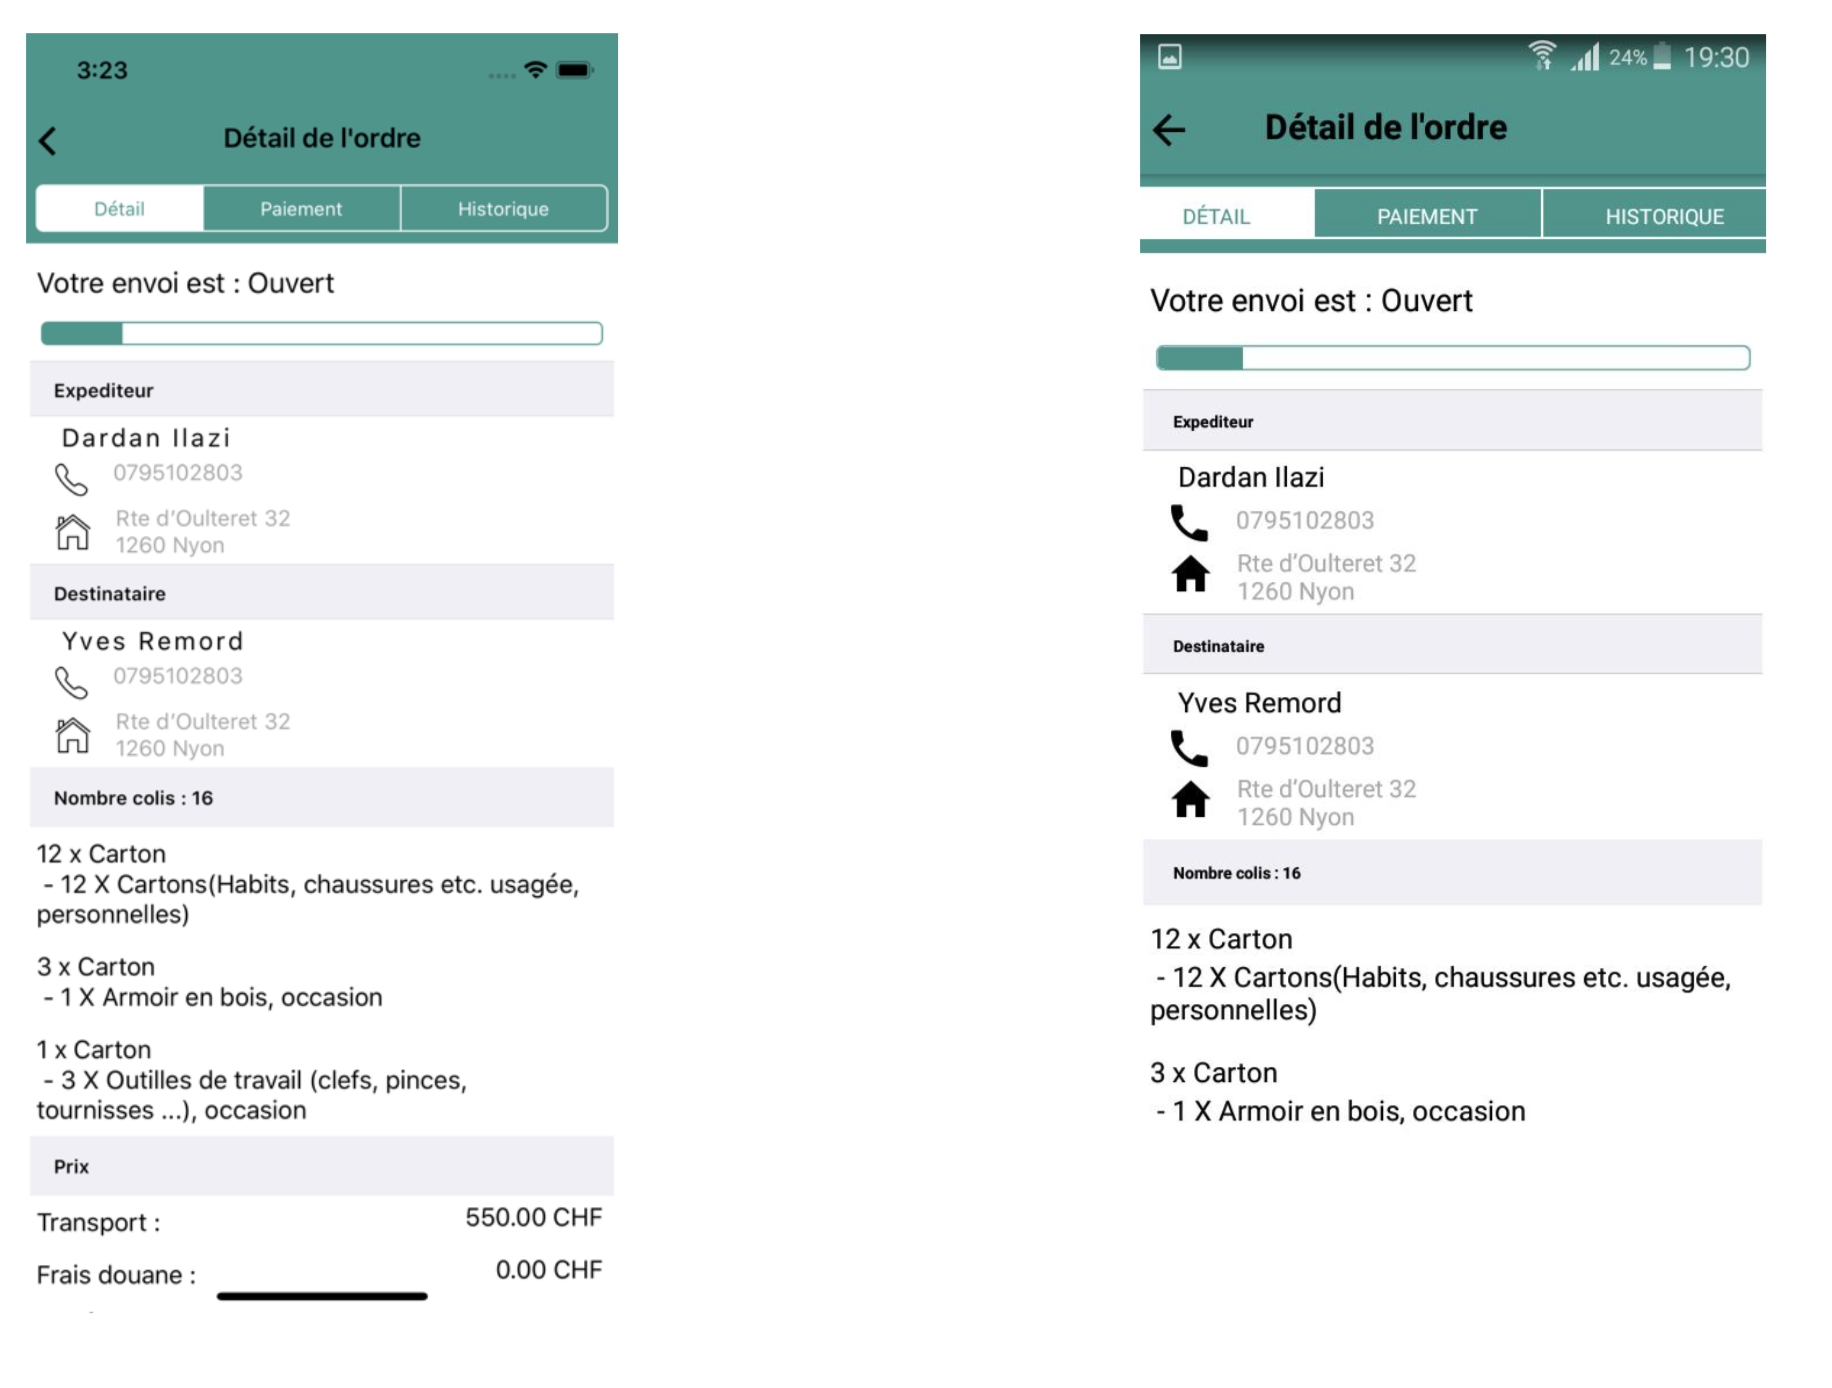 3:23
Détail de l'ordre
Détail
Paiement
Historique
Votre envoi est : Ouvert
Expediteur
Dardan Ilazi
0795102803
Rte d'Oulteret 32
1260 Nyon
Destinataire
Yves Remord
0795102803
Rte d'Oulteret 32
1260 Nyon
Nombre colis : 16
12 x Carton
- 12 X Cartons(Habits, chaussures etc. usagée,
personnelles)
3 x Carton
- 1 X Armoir en bois, occasion
1 x Carton
- 3 X Outilles de travail (clefs, pinces,
tournisses ...), occasion
Prix
Transport : 550.00 CHF
Frais douane : 0.00 CHF
24% 19:30
Détail de l'ordre
DÉTAIL
PAIEMENT
HISTORIQUE
Votre envoi est : Ouvert
Expediteur
Dardan Ilazi
0795102803
Rte d'Oulteret 32
1260 Nyon
Destinataire
Yves Remord
0795102803
Rte d'Oulteret 32
1260 Nyon
Nombre colis : 16
12 x Carton
- 12 X Cartons(Habits, chaussures etc. usagée,
personnelles)
3 x Carton
- 1 X Armoir en bois, occasion